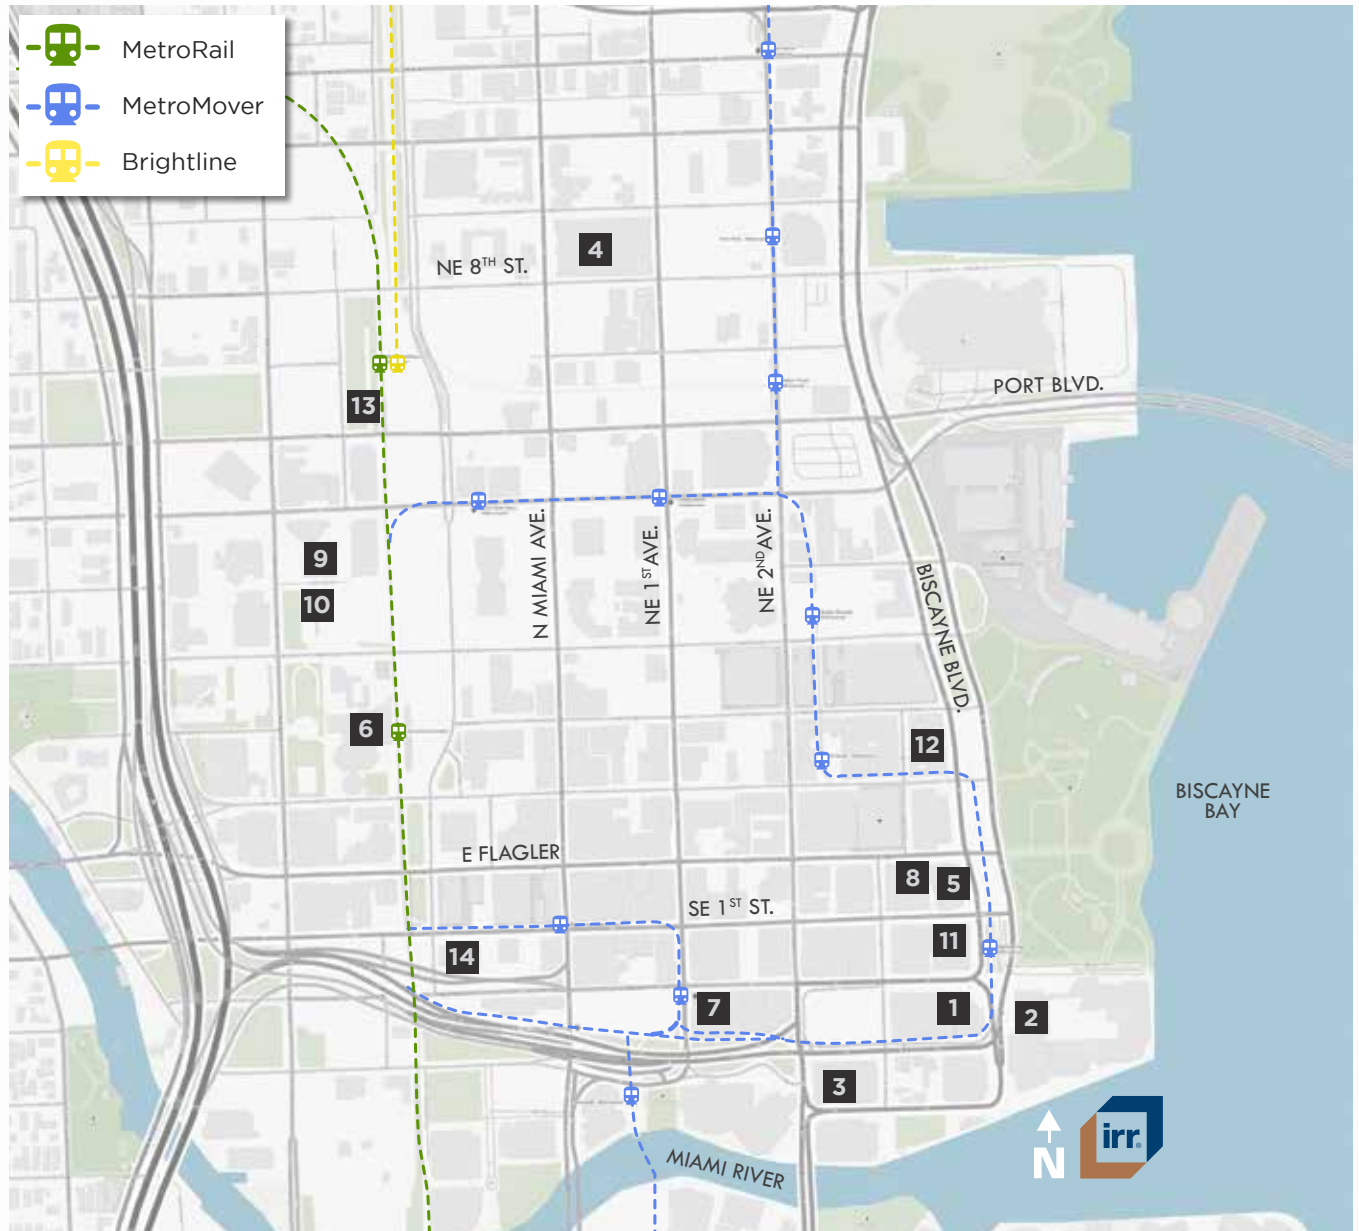 MetroRail
MetroMover
Brightline
4
NE 8TH ST.
PORT BLVD.
13
N MIAMI AVE.
NE 1ST AVE.
NE 2ND AVE.
BISCAYNE BLVD.
9
10
6
12
BISCAYNE
BAY
E FLAGLER
8
5
SE 1ST ST.
11
14
7
1
2
3
MIAMI RIVER
N
irr.